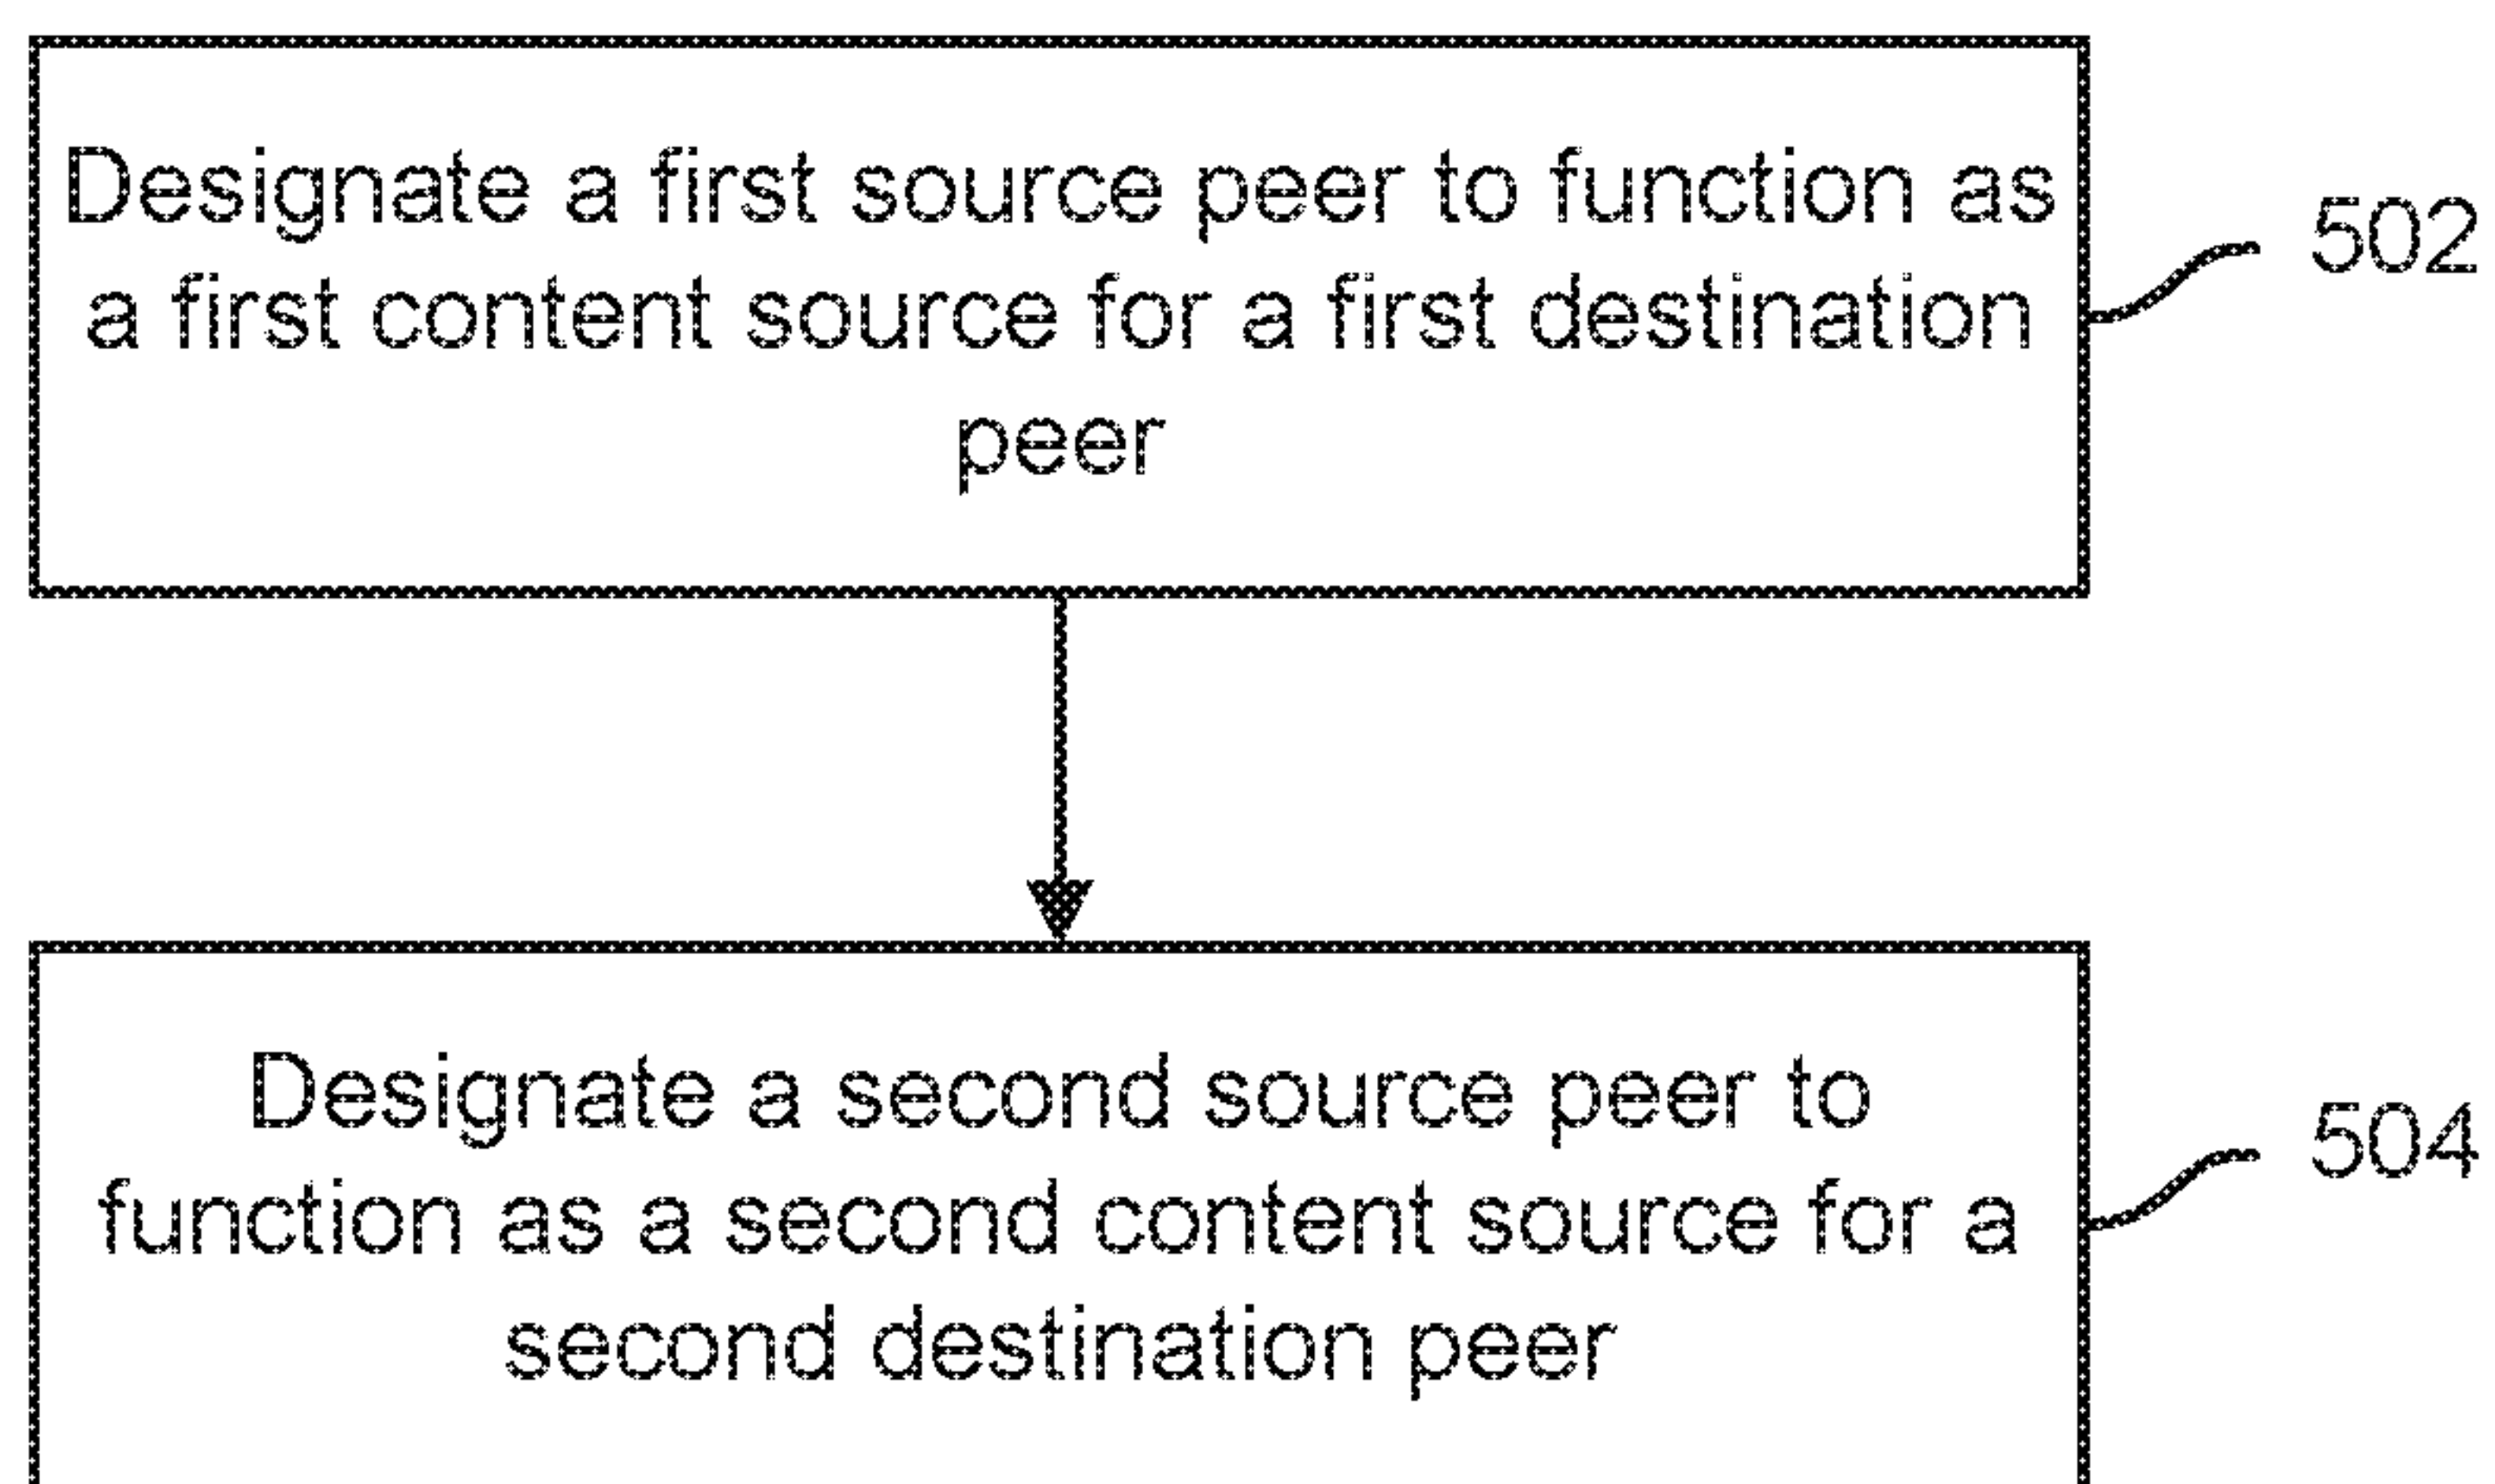 Designate a first source peer to function as
a first content source for a first destination
peer
502
Designate a second source peer to
function as a second content source for a
second destination peer
504